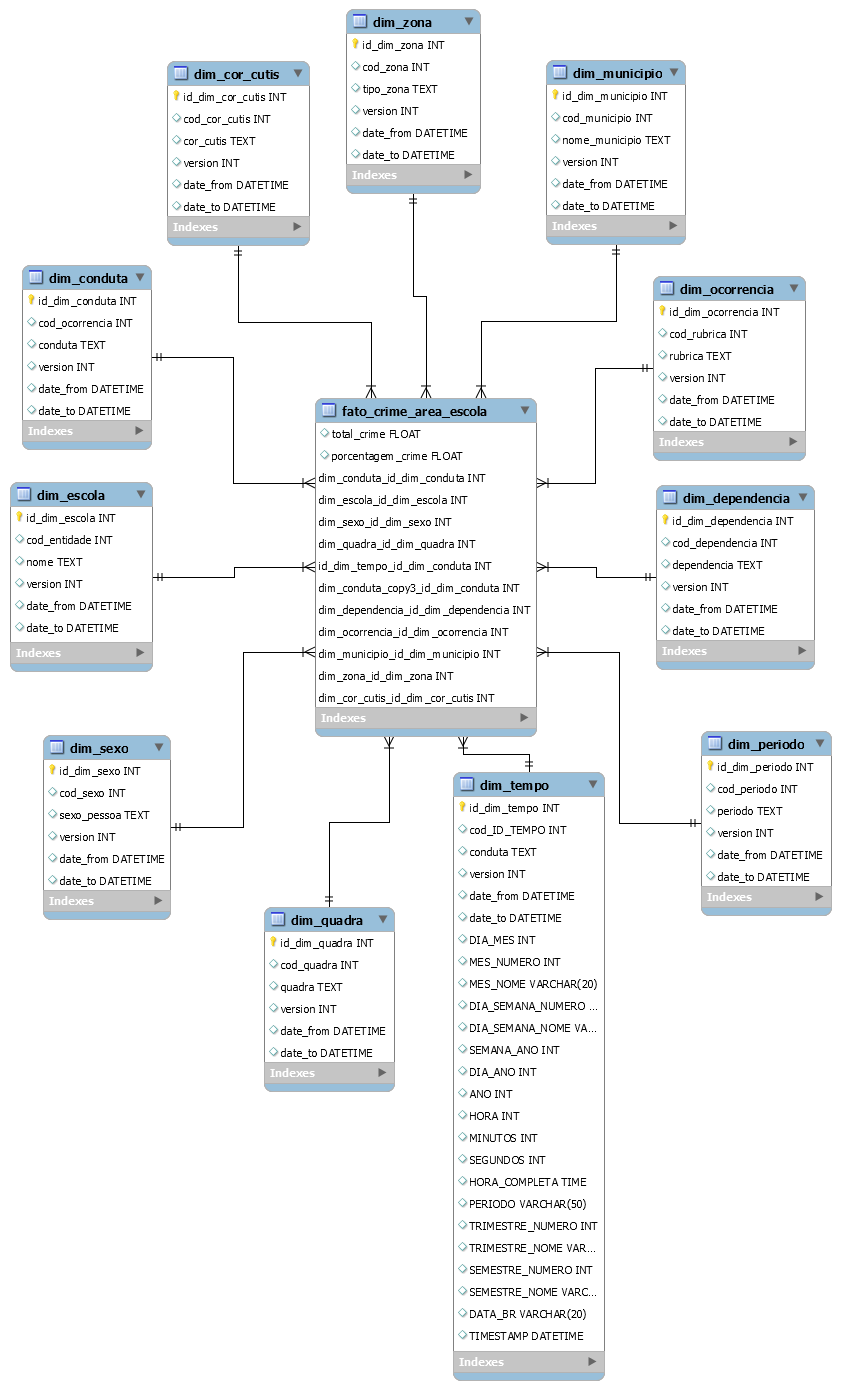 dim_zona
id_dim_zona INT
cod_zona INT
tipo_zona TEXT
version INT
date_from DATETIME
date_to DATETIME
Indexes
dim_cor_cutis
id_dim_cor_cutis INT
cod_cor_cutis INT
cor_cutis TEXT
version INT
date_from DATETIME
date_to DATETIME
Indexes
dim_municipio
id_dim_municipio INT
cod_municipio INT
nome_municipio TEXT
version INT
date_from DATETIME
date_to DATETIME
Indexes
dim_conduta
id_dim_conduta INT
cod_ocorrencia INT
conduta TEXT
version INT
date_from DATETIME
date_to DATETIME
Indexes
dim_ocorrencia
id_dim_ocorrencia INT
cod_rubrica INT
rubrica TEXT
version INT
date_from DATETIME
date_to DATETIME
Indexes
fato_crime_area_escola
total_crime FLOAT
porcentagem_crime FLOAT
dim_conduta_id_dim_conduta INT
dim_escola_id_dim_escola INT
dim_sexo_id_dim_sexo INT
dim_quadra_id_dim_quadra INT
id_dim_tempo_id_dim_conduta INT
dim_conduta_copy3_id_dim_conduta INT
dim_dependencia_id_dim_dependencia INT
dim_ocorrencia_id_dim_ocorrencia INT
dim_municipio_id_dim_municipio INT
dim_zona_id_dim_zona INT
dim_cor_cutis_id_dim_cor_cutis INT
Indexes
dim_escola
id_dim_escola INT
cod_entidade INT
nome TEXT
version INT
date_from DATETIME
date_to DATETIME
Indexes
dim_dependencia
id_dim_dependencia INT
cod_dependencia INT
dependencia TEXT
version INT
date_from DATETIME
date_to DATETIME
Indexes
dim_sexo
id_dim_sexo INT
cod_sexo INT
sexo_pessoa TEXT
version INT
date_from DATETIME
date_to DATETIME
Indexes
dim_periodo
id_dim_periodo INT
cod_periodo INT
periodo TEXT
version INT
date_from DATETIME
date_to DATETIME
Indexes
dim_tempo
id_dim_tempo INT
cod_ID_TEMPO INT
conduta TEXT
version INT
date_from DATETIME
date_to DATETIME
DIA_MES INT
MES_NUMERO INT
MES_NOME VARCHAR(20)
DIA_SEMANA_NUMERO ...
DIA_SEMANA_NOME VA...
SEMANA_ANO INT
DIA_ANO INT
ANO INT
HORA INT
MINUTOS INT
SEGUNDOS INT
HORA_COMPLETA TIME
PERIODO VARCHAR(50)
TRIMESTRE_NUMERO INT
TRIMESTRE_NOME VAR...
SEMESTRE_NUMERO INT
SEMESTRE_NOME VARC...
DATA_BR VARCHAR(20)
TIMESTAMP DATETIME
Indexes
dim_quadra
id_dim_quadra INT
cod_quadra INT
quadra TEXT
version INT
date_from DATETIME
date_to DATETIME
Indexes